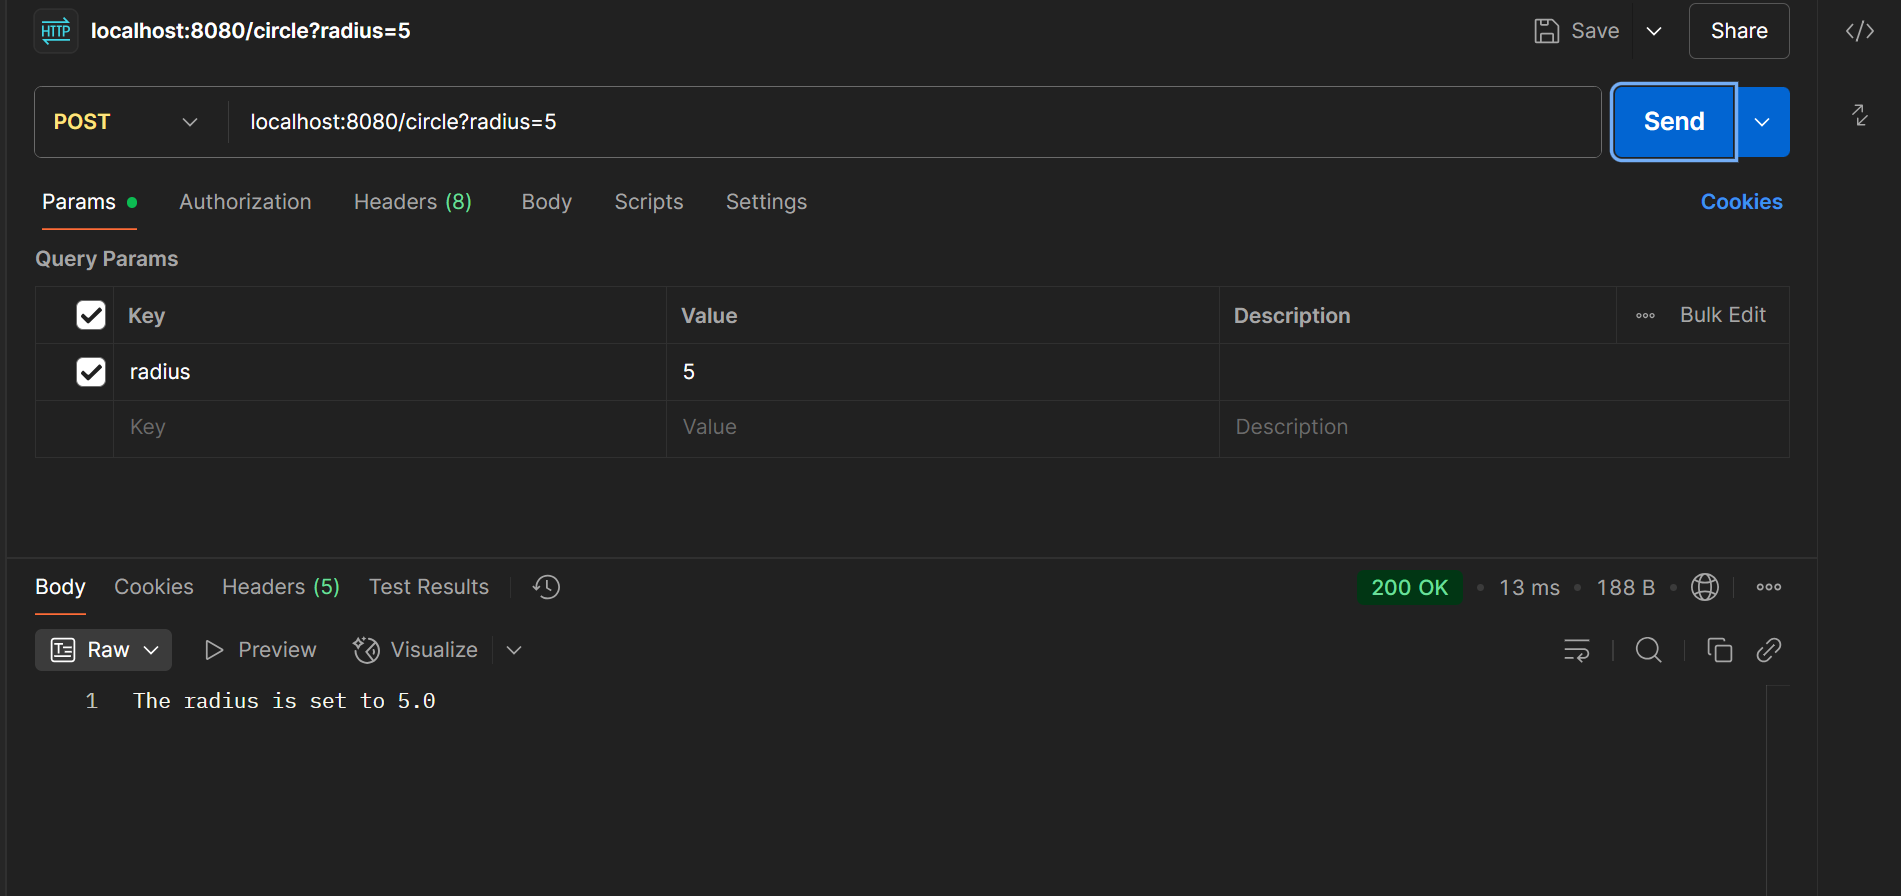 HTTP localhost:8080/circle?radius=5 Save Share
POST localhost:8080/circle?radius=5 Send
Params Authorization Headers (8) Body Scripts Settings Cookies
Query Params
Key Value Description Bulk Edit
radius 5
Key Value Description
Body Cookies Headers (5) Test Results 200 OK 13 ms 188 B
Raw Preview Visualize
1 The radius is set to 5.0